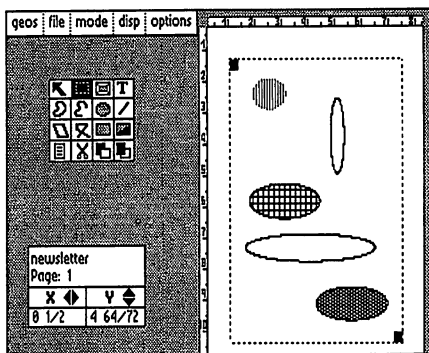 geos file mode disp options
T
newsletter
Page: 1
X Y
0 1/2 4 64/72